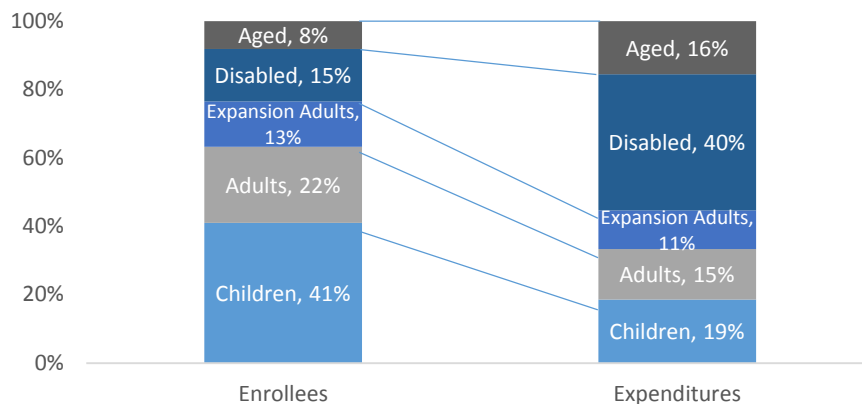 100%
80%
60%
40%
20%
0%
Aged, 8%
Disabled, 15%
Expansion Adults,
13%
Adults, 22%
Children, 41%
Aged, 16%
Disabled, 40%
Expansion Adults,
11%
Adults, 15%
Children, 19%
Enrollees
Expenditures